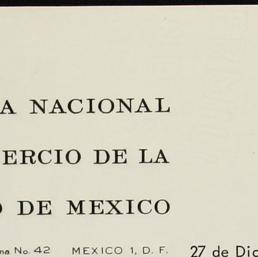 A NACIONAL
ERCIO DE LA
O DE MEXICO
na No. 42 MEXICO 1, D. F. 27 de Dic